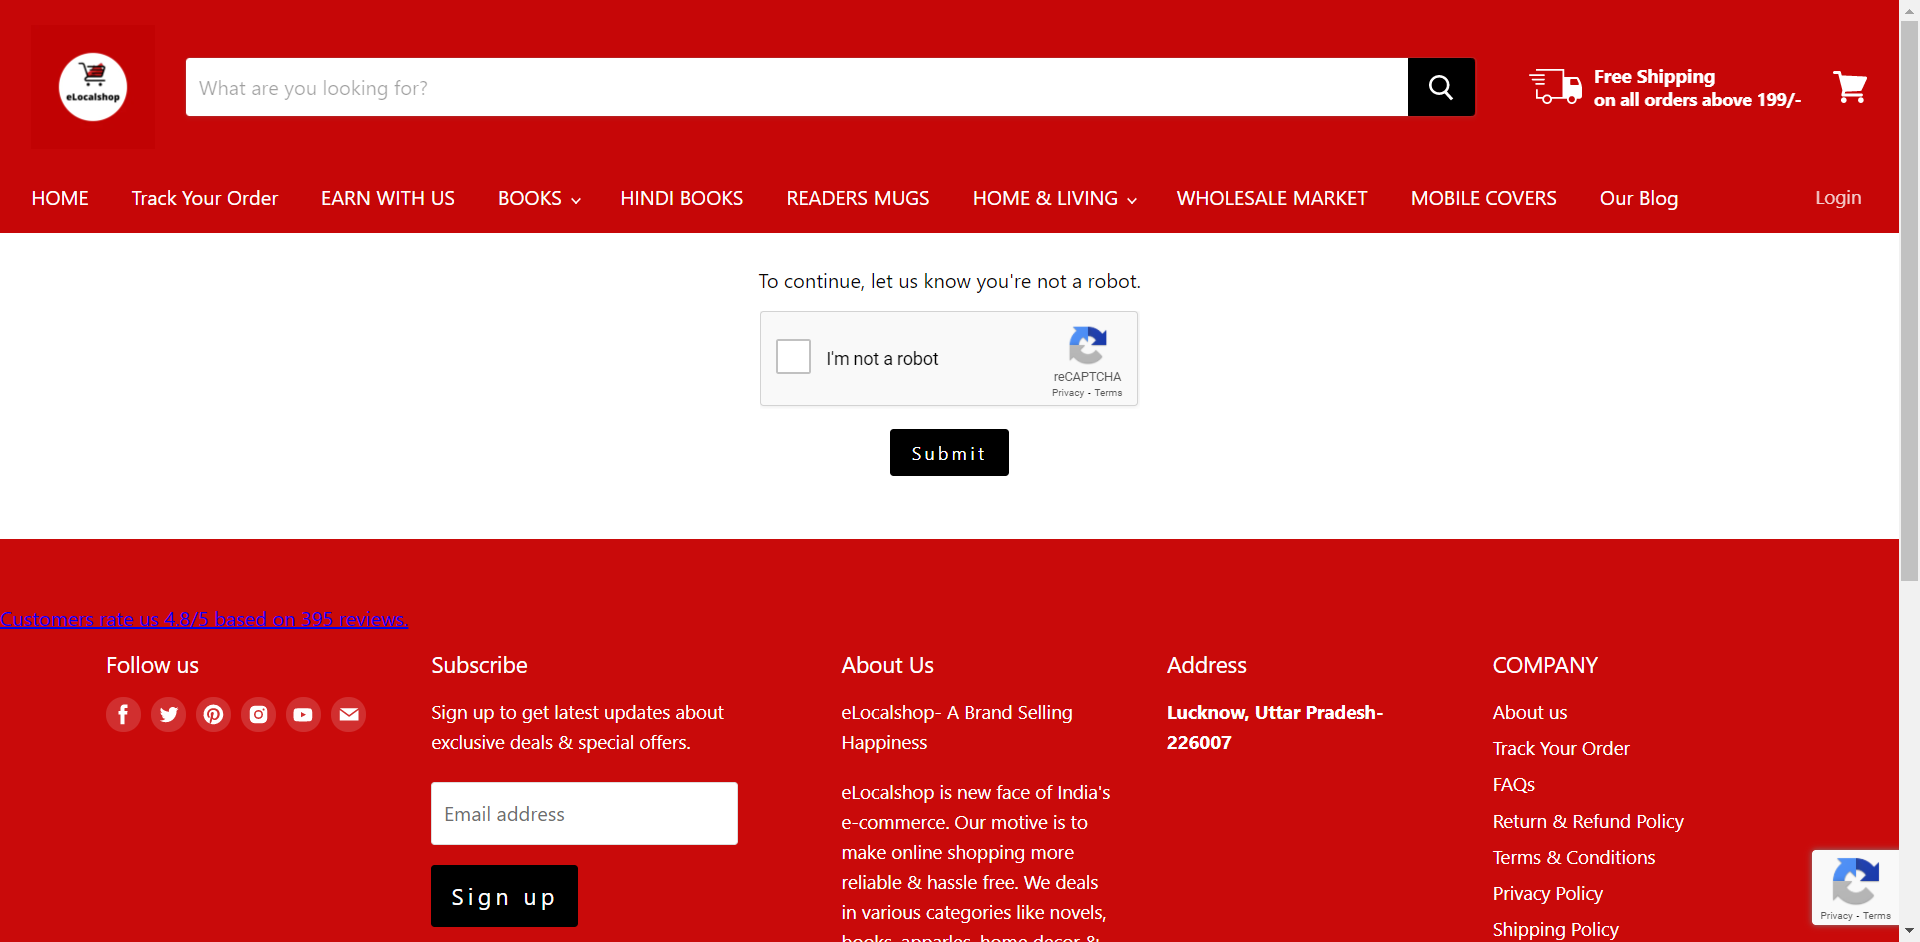 eLocalshop
What are you looking for?
Free Shipping
on all orders above 199/-
HOME
Track Your Order
EARN WITH US
BOOKS
HINDI BOOKS
READERS MUGS
HOME & LIVING
WHOLESALE MARKET
MOBILE COVERS
Our Blog
Login
To continue, let us know you're not a robot.
I'm not a robot
reCAPTCHA
Privacy - Terms
Submit
Customers rate us 4.8/5 based on 395 reviews.
Follow us
Subscribe
Sign up to get latest updates about
exclusive deals & special offers.
Email address
Sign up
About Us
eLocalshop- A Brand Selling
Happiness
eLocalshop is new face of India's
e-commerce. Our motive is to
make online shopping more
reliable & hassle free. We deals
in various categories like novels,
books, apparles, home decor &
Address
Lucknow, Uttar Pradesh-
226007
COMPANY
About us
Track Your Order
FAQs
Return & Refund Policy
Terms & Conditions
Privacy Policy
Shipping Policy
Privacy - Terms